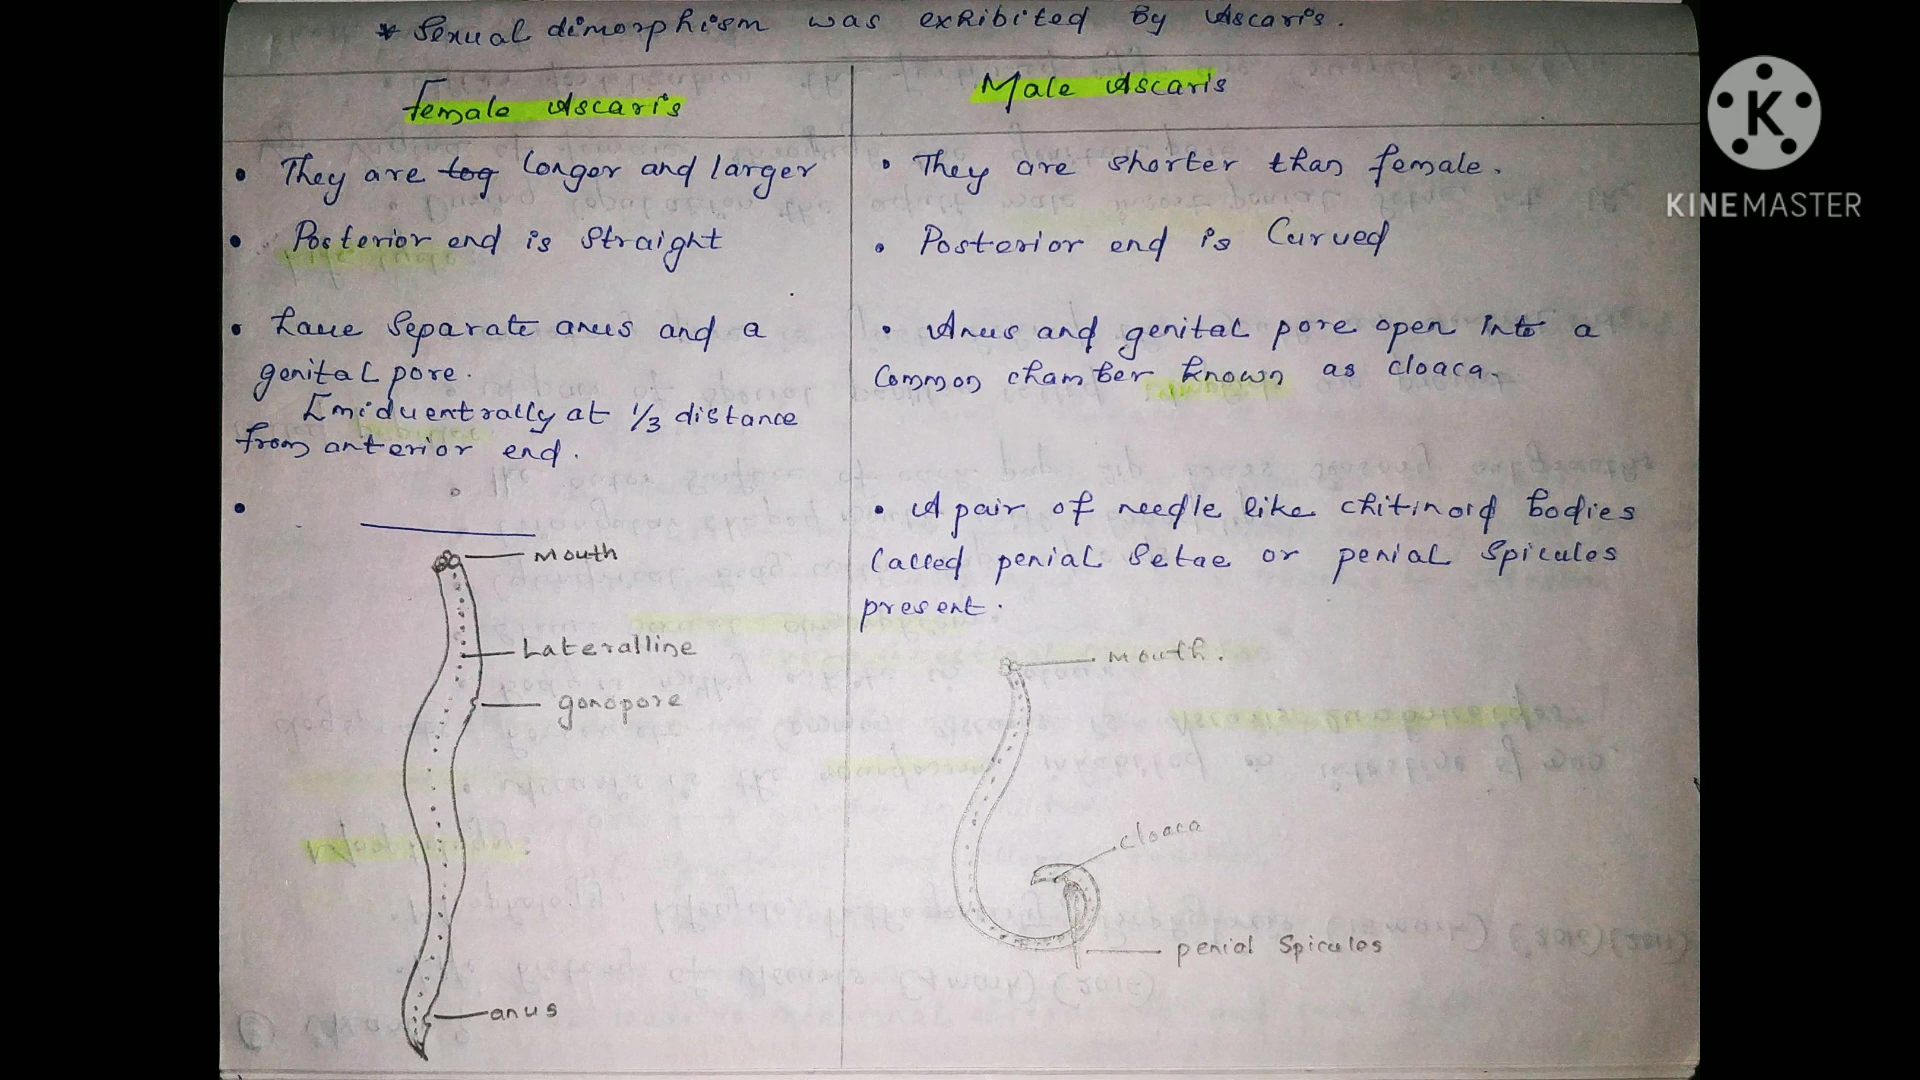 * Sexual dimorphism was exhibited by Ascaris.
Female Ascaris
• They are longer and larger
• Posterior end is straight
• have separate anus and a
genital pore.
[midventrally at 1/3 distance
from anterior end.
•
Mouth
Lateralline
gonopore
anus
Male Ascaris
• They are shorter than female.
• Posterior end is curved
• Anus and genital pore open into a
common chamber known as cloaca.
• A pair of needle like chitinoid bodies
called penial setae or penial spicules
present.
mouth.
cloaca
penial spicules
K
KINEMASTER